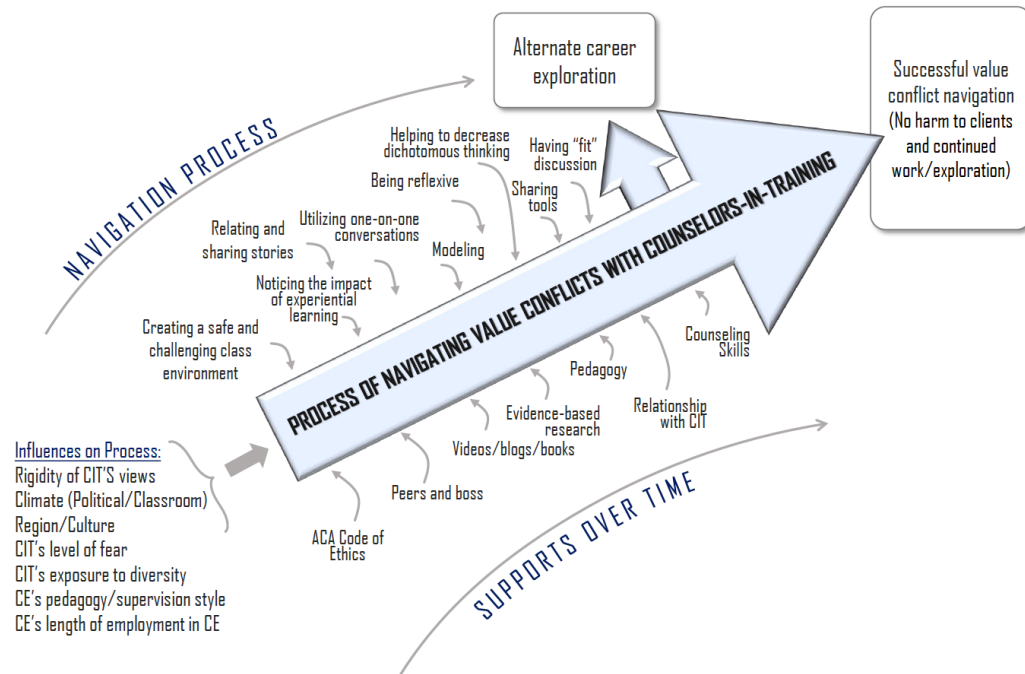 Alternate career
exploration
Successful value
conflict navigation
(No harm to clients
and continued
work/exploration)
NAVIGATION PROCESS
Helping to decrease
dichotomous thinking
Having “fit”
discussion
Being reflexive
Sharing
tools
Utilizing one-on-one
conversations
Modeling
Relating and
sharing stories
Noticing the impact
of experiential
learning
Creating a safe and
challenging class
environment
PROCESS OF NAVIGATING VALUE CONFLICTS WITH COUNSELORS-IN-TRAINING
Counseling
Skills
Pedagogy
Relationship
with CIT
Evidence-based
research
Videos/blogs/books
Peers and boss
ACA Code of
Ethics
Influences on Process:
Rigidity of CIT'S views
Climate (Political/Classroom)
Region/Culture
CIT's level of fear
CIT's exposure to diversity
CE's pedagogy/supervision style
CE's length of employment in CE
SUPPORTS OVER TIME